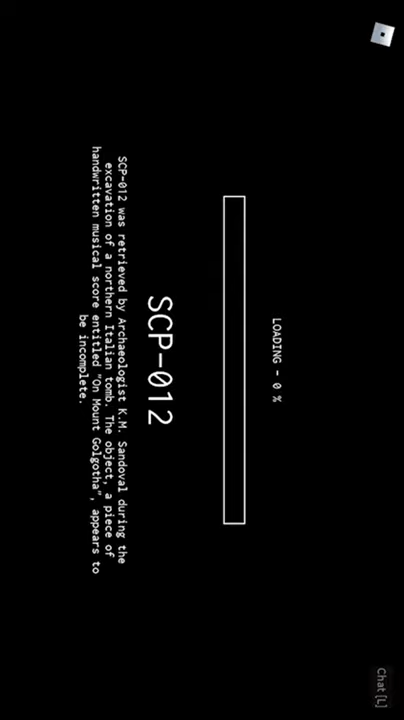 LOADING - 0 %
SCP-012
SCP-012 was retrieved by Archaeologist K.M. Sandoval during the
excavation of a northern Italian tomb. The object, a piece of
handwritten musical score entitled "On Mount Golgotha", appears to
be incomplete.
Chat [L]